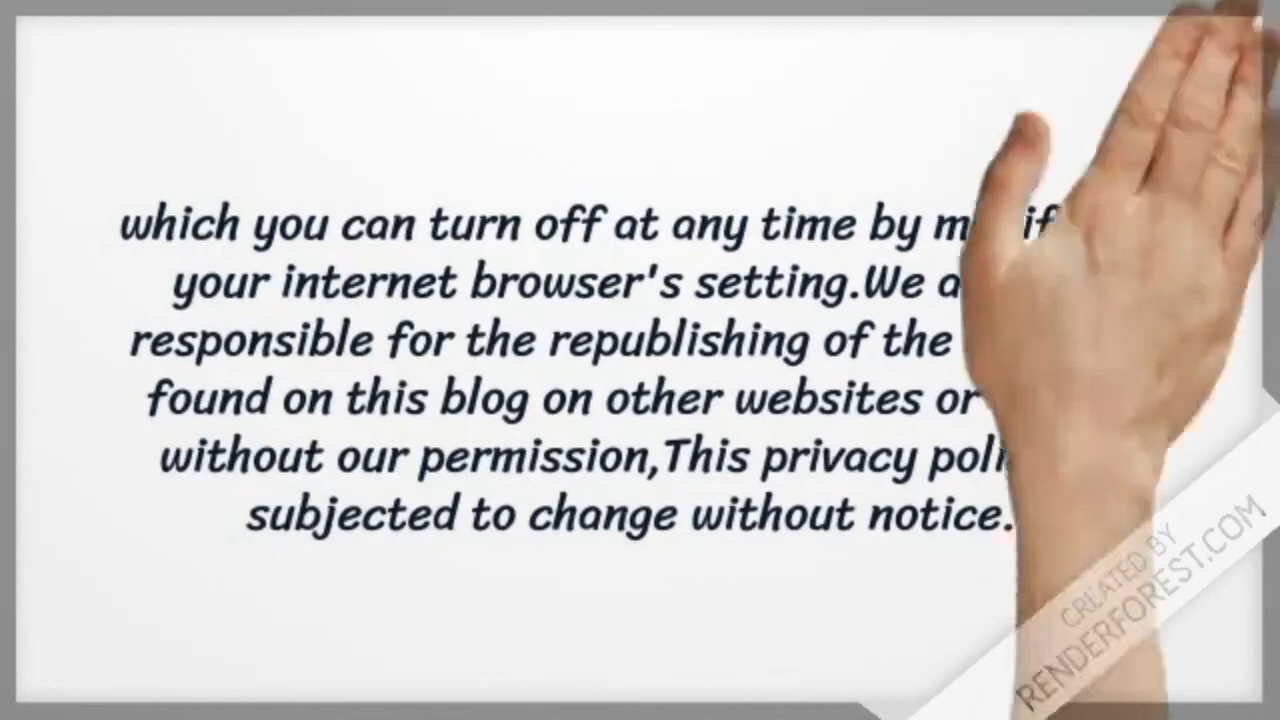 which you can turn off at any time by
your internet browser's setting.We
responsible for the republishing of the
found on this blog on other websites or
without our permission,This privacy
subjected to change without notice.
CREATED BY
RENDERFOREST.COM